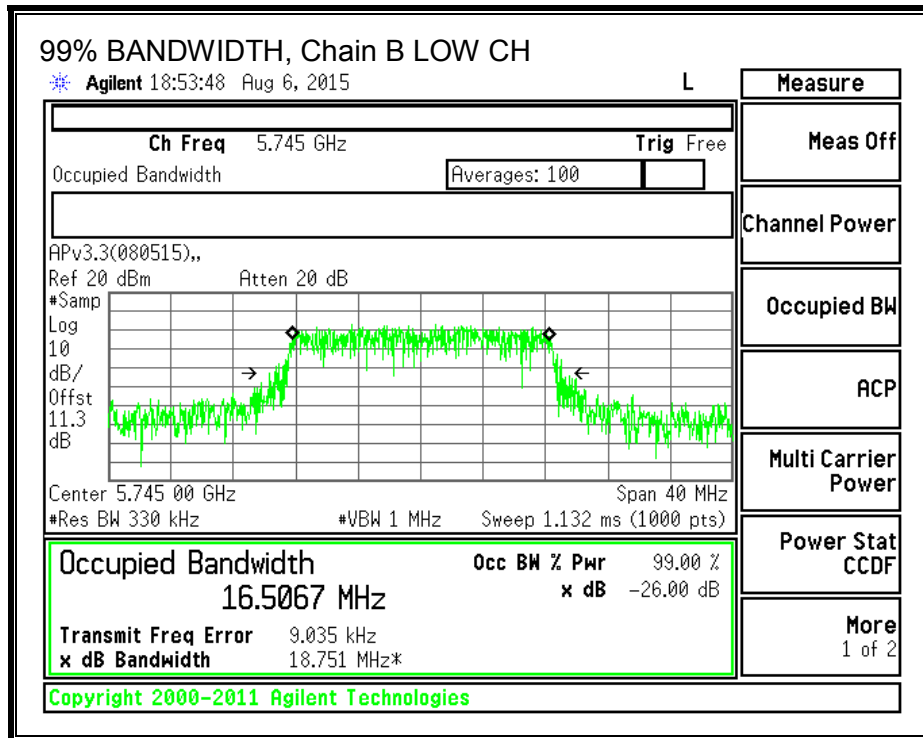 99% BANDWIDTH, Chain B LOW CH
Agilent 18:53:48 Aug 6, 2015 L
Measure
Ch Freq 5.745 GHz Trig Free
Meas Off
Occupied Bandwidth Averages: 100
Channel Power
APv3.3(080515),,
Ref 20 dBm Atten 20 dB
#Samp
Log
10
dB/
Offst
11.3
dB
Occupied BW
ACP
Center 5.745 00 GHz Span 40 MHz
#Res BW 330 kHz #VBW 1 MHz Sweep 1.132 ms (1000 pts)
Multi Carrier
Power
Occupied Bandwidth Occ BW % Pwr 99.00 %
16.5067 MHz x dB -26.00 dB
Power Stat
CCDF
Transmit Freq Error 9.035 kHz
x dB Bandwidth 18.751 MHz*
More
1 of 2
Copyright 2000-2011 Agilent Technologies